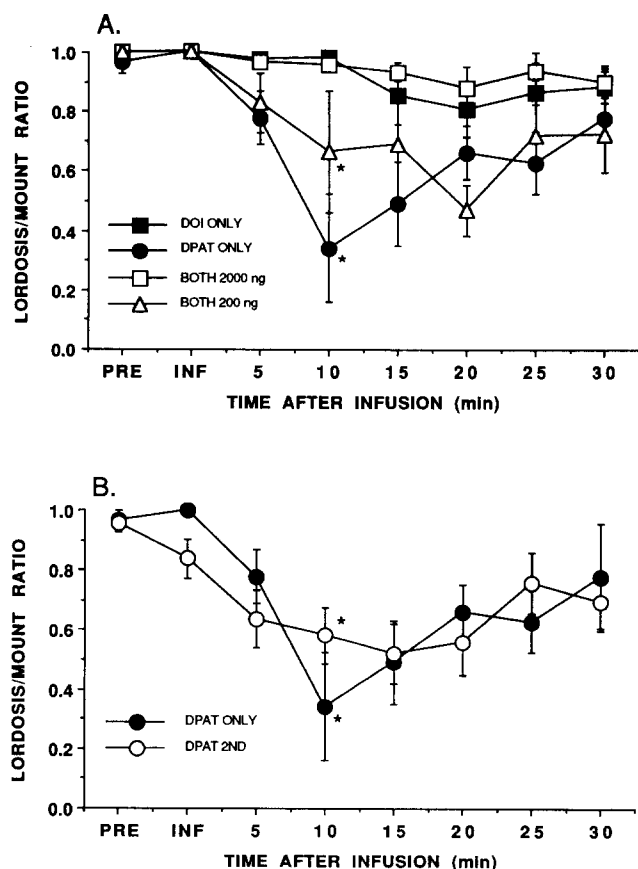 A.
LORDOSIS/MOUNT RATIO
1.0
0.8
0.6
0.4
0.2
0.0
*
*
DOI ONLY
DPAT ONLY
BOTH 2000 ng
BOTH 200 ng
PRE INF 5 10 15 20 25 30
TIME AFTER INFUSION (min)
B.
LORDOSIS/MOUNT RATIO
1.0
0.8
0.6
0.4
0.2
0.0
*
*
DPAT ONLY
DPAT 2ND
PRE INF 5 10 15 20 25 30
TIME AFTER INFUSION (min)